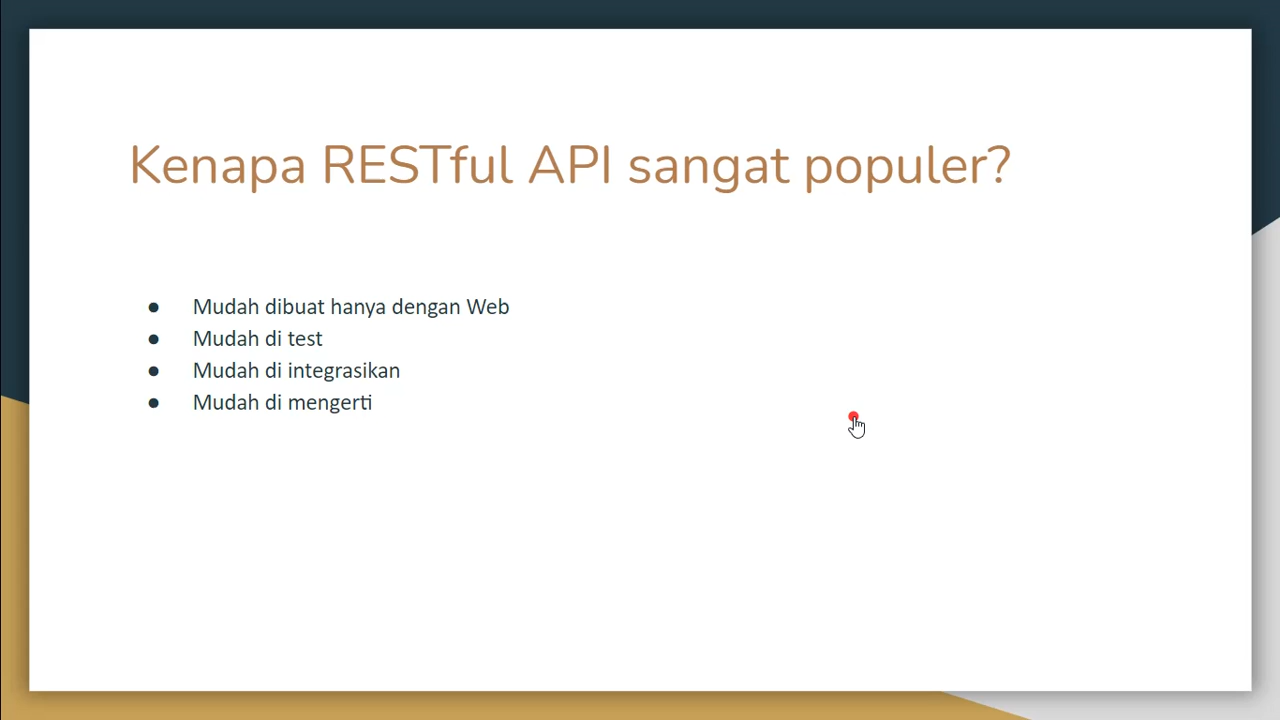 Kenapa RESTful API sangat populer?
● Mudah dibuat hanya dengan Web
● Mudah di test
● Mudah di integrasikan
● Mudah di mengerti